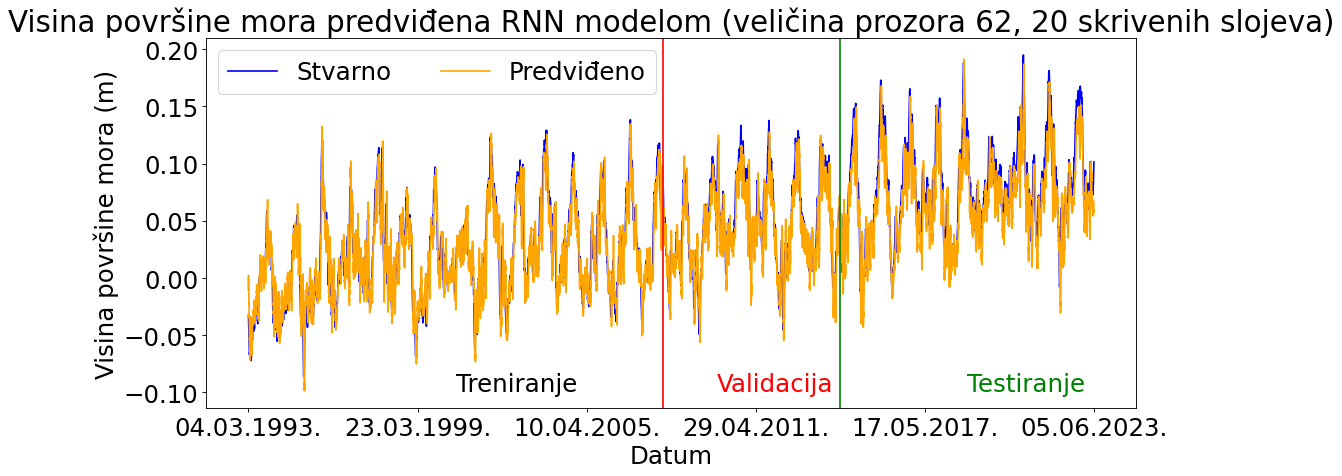 Visina površine mora predviđena RNN modelom (veličina prozora 62, 20 skrivenih slojeva)
Stvarno Predviđeno
Visina površine mora (m)
0.20
0.15
0.10
0.05
0.00
−0.05
−0.10
Treniranje Validacija Testiranje
04.03.1993. 23.03.1999. 10.04.2005. 29.04.2011. 17.05.2017. 05.06.2023.
Datum